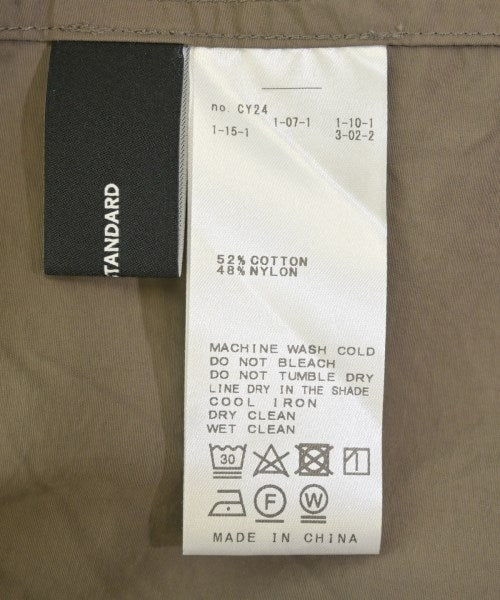 STANDARD
no. CY24
1-15-1 1-07-1 1-10-1
3-02-2
52% COTTON
48% NYLON
MACHINE WASH COLD
DO NOT BLEACH
DO NOT TUMBLE DRY
LINE DRY IN THE SHADE
COOL IRON
DRY CLEAN
WET CLEAN
30
F W
MADE IN CHINA